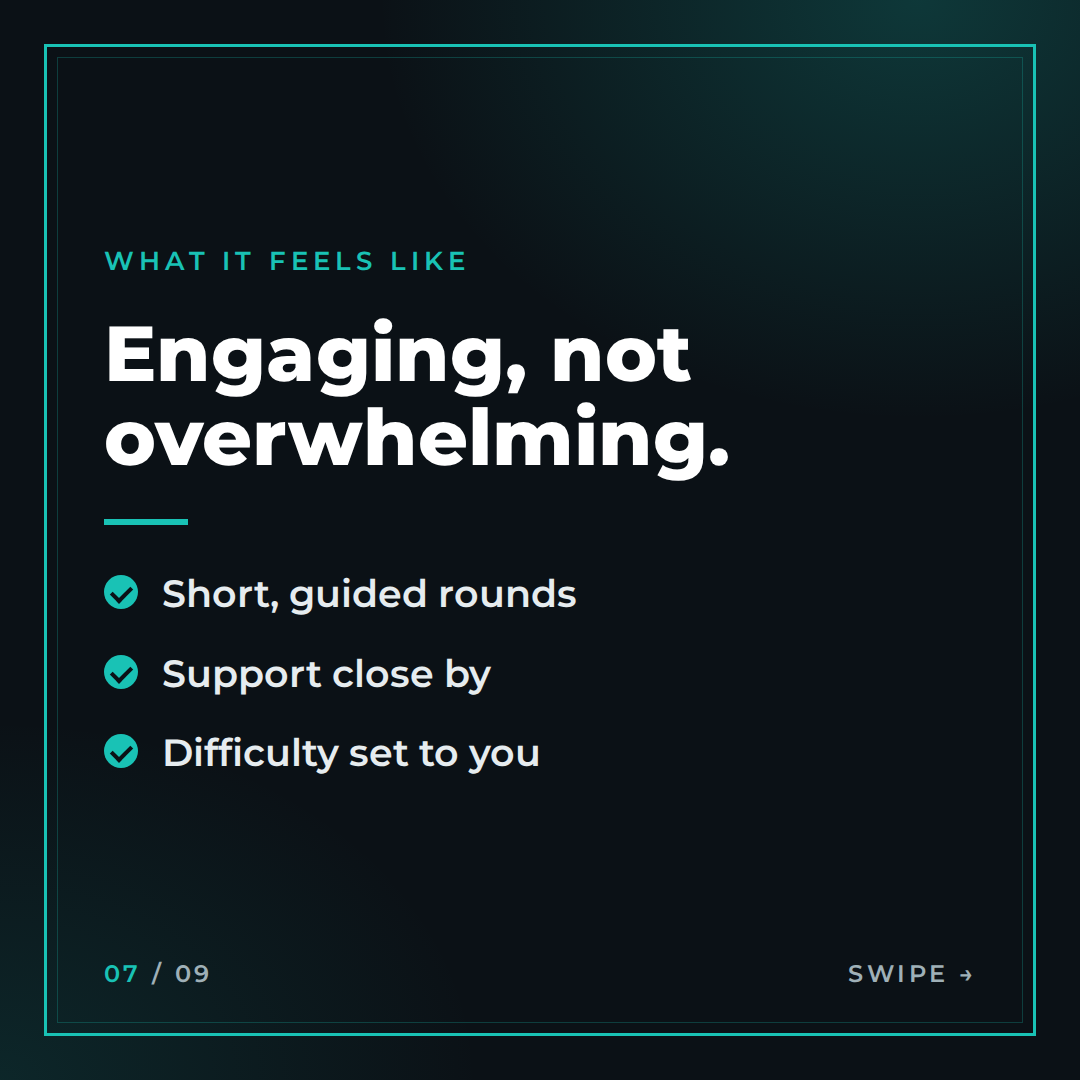 WHAT IT FEELS LIKE
Engaging, not
overwhelming.
Short, guided rounds
Support close by
Difficulty set to you
07 / 09
SWIPE →